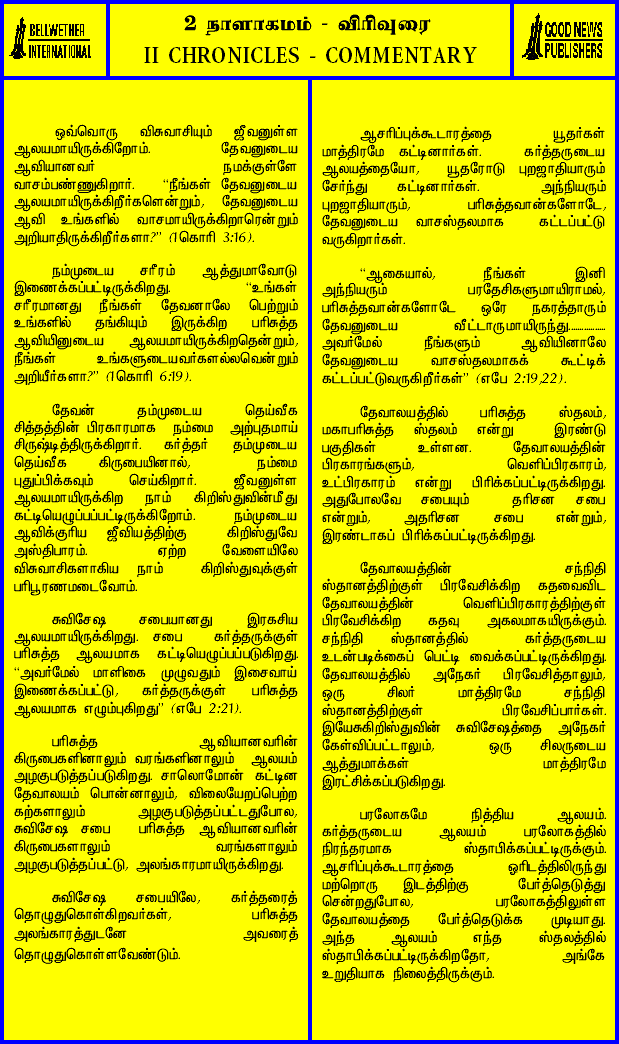 BELLWETHER
INTERNATIONAL
2 நாளாகமம் - விரிவுரை
II CHRONICLES - COMMENTARY
GOOD NEWS
PUBLISHERS
ஒவ்வொரு விசுவாசியும் ஜீவனுள்ள
ஆலயமாயிருக்கிறோம். தேவனுடைய
ஆவியானவர் நமக்குள்ளே
வாசம்பண்ணுகிறார். “நீங்கள் தேவனுடைய
ஆலயமாயிருக்கிறீர்களென்றும், தேவனுடைய
ஆவி உங்களில் வாசமாயிருக்கிறாரென்றும்
அறியாதிருக்கிறீர்களா?” (1கொரி 3:16).
நம்முடைய சரீரம் ஆத்துமாவோடு
இணைக்கப்பட்டிருக்கிறது. “உங்கள்
சரீரமானது நீங்கள் தேவனாலே பெற்றும்
உங்களில் தங்கியும் இருக்கிற பரிசுத்த
ஆவியினுடைய ஆலயமாயிருக்கிறதென்றும்,
நீங்கள் உங்களுடையவர்களல்லவென்றும்
அறியீர்களா?” (1கொரி 6:19).
தேவன் தம்முடைய தெய்வீக
சித்தத்தின் பிரகாரமாக நம்மை அற்புதமாய்
சிருஷ்டித்திருக்கிறார். கர்த்தர் தம்முடைய
தெய்வீக கிருபையினால், நம்மை
புதுப்பிக்கவும் செய்கிறார். ஜீவனுள்ள
ஆலயமாயிருக்கிற நாம் கிறிஸ்துவின்மீது
கட்டியெழுப்பப்பட்டிருக்கிறோம். நம்முடைய
ஆவிக்குரிய ஜீவியத்திற்கு கிறிஸ்துவே
அஸ்திபாரம். ஏற்ற வேளையிலே
விசுவாசிகளாகிய நாம் கிறிஸ்துவுக்குள்
பரிபூரணமடைவோம்.
சுவிசேஷ சபையானது இரகசிய
ஆலயமாயிருக்கிறது. சபை கர்த்தருக்குள்
பரிசுத்த ஆலயமாக கட்டியெழுப்பப்படுகிறது.
“அவர்மேல் மாளிகை முழுவதும் இசைவாய்
இணைக்கப்பட்டு, கர்த்தருக்குள் பரிசுத்த
ஆலயமாக எழும்புகிறது” (எபே 2:21).
பரிசுத்த ஆவியானவரின்
கிருபைகளினாலும் வரங்களினாலும் ஆலயம்
அழகுபடுத்தப்படுகிறது. சாலொமோன் கட்டின
தேவாலயம் பொன்னாலும், விலையேறப்பெற்ற
கற்களாலும் அழகுபடுத்தப்பட்டதுபோல,
சுவிசேஷ சபை பரிசுத்த ஆவியானவரின்
கிருபைகளாலும் வரங்களாலும்
அழகுபடுத்தப்பட்டு, அலங்காரமாயிருக்கிறது.
சுவிசேஷ சபையிலே, கர்த்தரைத்
தொழுதுகொள்கிறவர்கள், பரிசுத்த
அலங்காரத்துடனே அவரைத்
தொழுதுகொள்ளவேண்டும்.
ஆசரிப்புக்கூடாரத்தை யூதர்கள்
மாத்திரமே கட்டினார்கள். கர்த்தருடைய
ஆலயத்தையோ, யூதரோடு புறஜாதியாரும்
சேர்ந்து கட்டினார்கள். அந்நியரும்
புறஜாதியாரும், பரிசுத்தவான்களோடே,
தேவனுடைய வாசஸ்தலமாக கட்டப்பட்டு
வருகிறார்கள்.
“ஆகையால், நீங்கள் இனி
அந்நியரும் பரதேசிகளுமாயிராமல்,
பரிசுத்தவான்களோடே ஒரே நகரத்தாரும்
தேவனுடைய வீட்டாருமாயிருந்து...............
அவர்மேல் நீங்களும் ஆவியினாலே
தேவனுடைய வாசஸ்தலமாகக் கூட்டிக்
கட்டப்பட்டுவருகிறீர்கள்” (எபே 2:19,22).
தேவாலயத்தில் பரிசுத்த ஸ்தலம்,
மகாபரிசுத்த ஸ்தலம் என்று இரண்டு
பகுதிகள் உள்ளன. தேவாலயத்தின்
பிரகாரங்களும், வெளிப்பிரகாரம்,
உட்பிரகாரம் என்று பிரிக்கப்பட்டிருக்கிறது.
அதுபோலவே சபையும் தரிசன சபை
என்றும், அதரிசன சபை என்றும்,
இரண்டாகப் பிரிக்கப்பட்டிருக்கிறது.
தேவாலயத்தின் சந்நிதி
ஸ்தானத்திற்குள் பிரவேசிக்கிற கதவைவிட
தேவாலயத்தின் வெளிப்பிரகாரத்திற்குள்
பிரவேசிக்கிற கதவு அகலமாகயிருக்கும்.
சந்நிதி ஸ்தானத்தில் கர்த்தருடைய
உடன்படிக்கைப் பெட்டி வைக்கப்பட்டிருக்கிறது.
தேவாலயத்தில் அநேகர் பிரவேசித்தாலும்,
ஒரு சிலர் மாத்திரமே சந்நிதி
ஸ்தானத்திற்குள் பிரவேசிப்பார்கள்.
இயேசுகிறிஸ்துவின் சுவிசேஷத்தை அநேகர்
கேள்விப்பட்டாலும், ஒரு சிலருடைய
ஆத்துமாக்கள் மாத்திரமே
இரட்சிக்கப்படுகிறது.
பரலோகமே நித்திய ஆலயம்.
கர்த்தருடைய ஆலயம் பரலோகத்தில்
நிரந்தரமாக ஸ்தாபிக்கப்பட்டிருக்கும்.
ஆசரிப்புக்கூடாரத்தை ஓரிடத்திலிருந்து
மற்றொரு இடத்திற்கு பேர்த்தெடுத்து
சென்றதுபோல, பரலோகத்திலுள்ள
தேவாலயத்தை பேர்த்தெடுக்க முடியாது.
அந்த ஆலயம் எந்த ஸ்தலத்தில்
ஸ்தாபிக்கப்பட்டிருக்கிறதோ, அங்கே
உறுதியாக நிலைத்திருக்கும்.